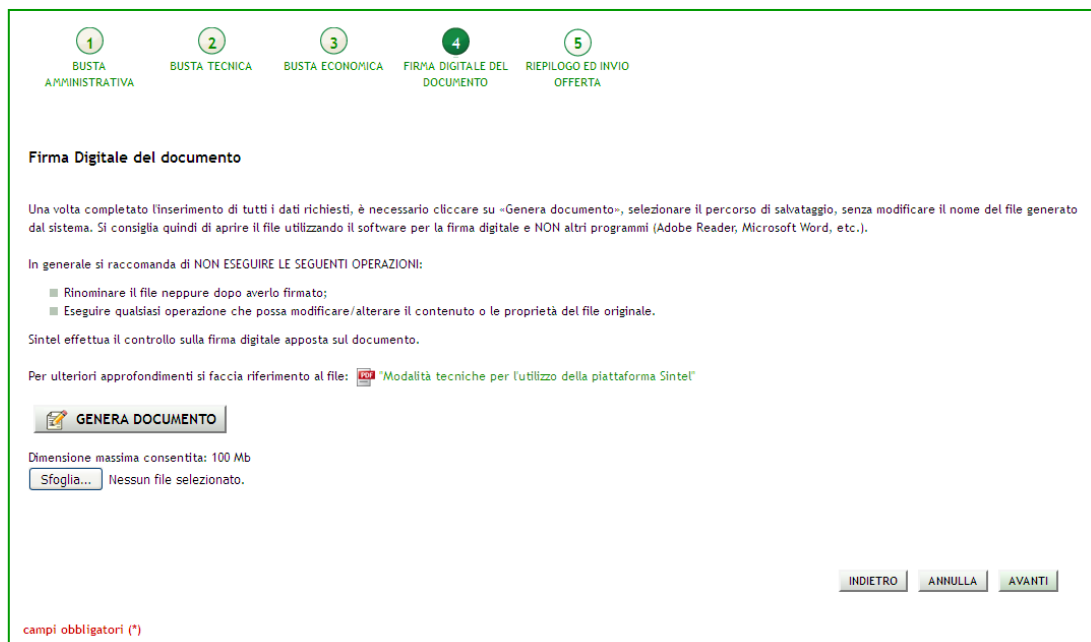 1 2 3 4 5
BUSTA AMMINISTRATIVA
BUSTA TECNICA
BUSTA ECONOMICA
FIRMA DIGITALE DEL DOCUMENTO
RIEPILOGO ED INVIO OFFERTA
Firma Digitale del documento
Una volta completato l'inserimento di tutti i dati richiesti, è necessario cliccare su «Genera documento», selezionare il percorso di salvataggio, senza modificare il nome del file generato
dal sistema. Si consiglia quindi di aprire il file utilizzando il software per la firma digitale e NON altri programmi (Adobe Reader, Microsoft Word, etc.).
In generale si raccomanda di NON ESEGUIRE LE SEGUENTI OPERAZIONI:
Rinominare il file neppure dopo averlo firmato;
Eseguire qualsiasi operazione che possa modificare/alterare il contenuto o le proprietà del file originale.
Sintel effettua il controllo sulla firma digitale apposta sul documento.
Per ulteriori approfondimenti si faccia riferimento al file: PDF "Modalità tecniche per l'utilizzo della piattaforma Sintel"
GENERA DOCUMENTO
Dimensione massima consentita: 100 Mb
Sfoglia... Nessun file selezionato.
INDIETRO ANNULLA AVANTI
campi obbligatori (*)